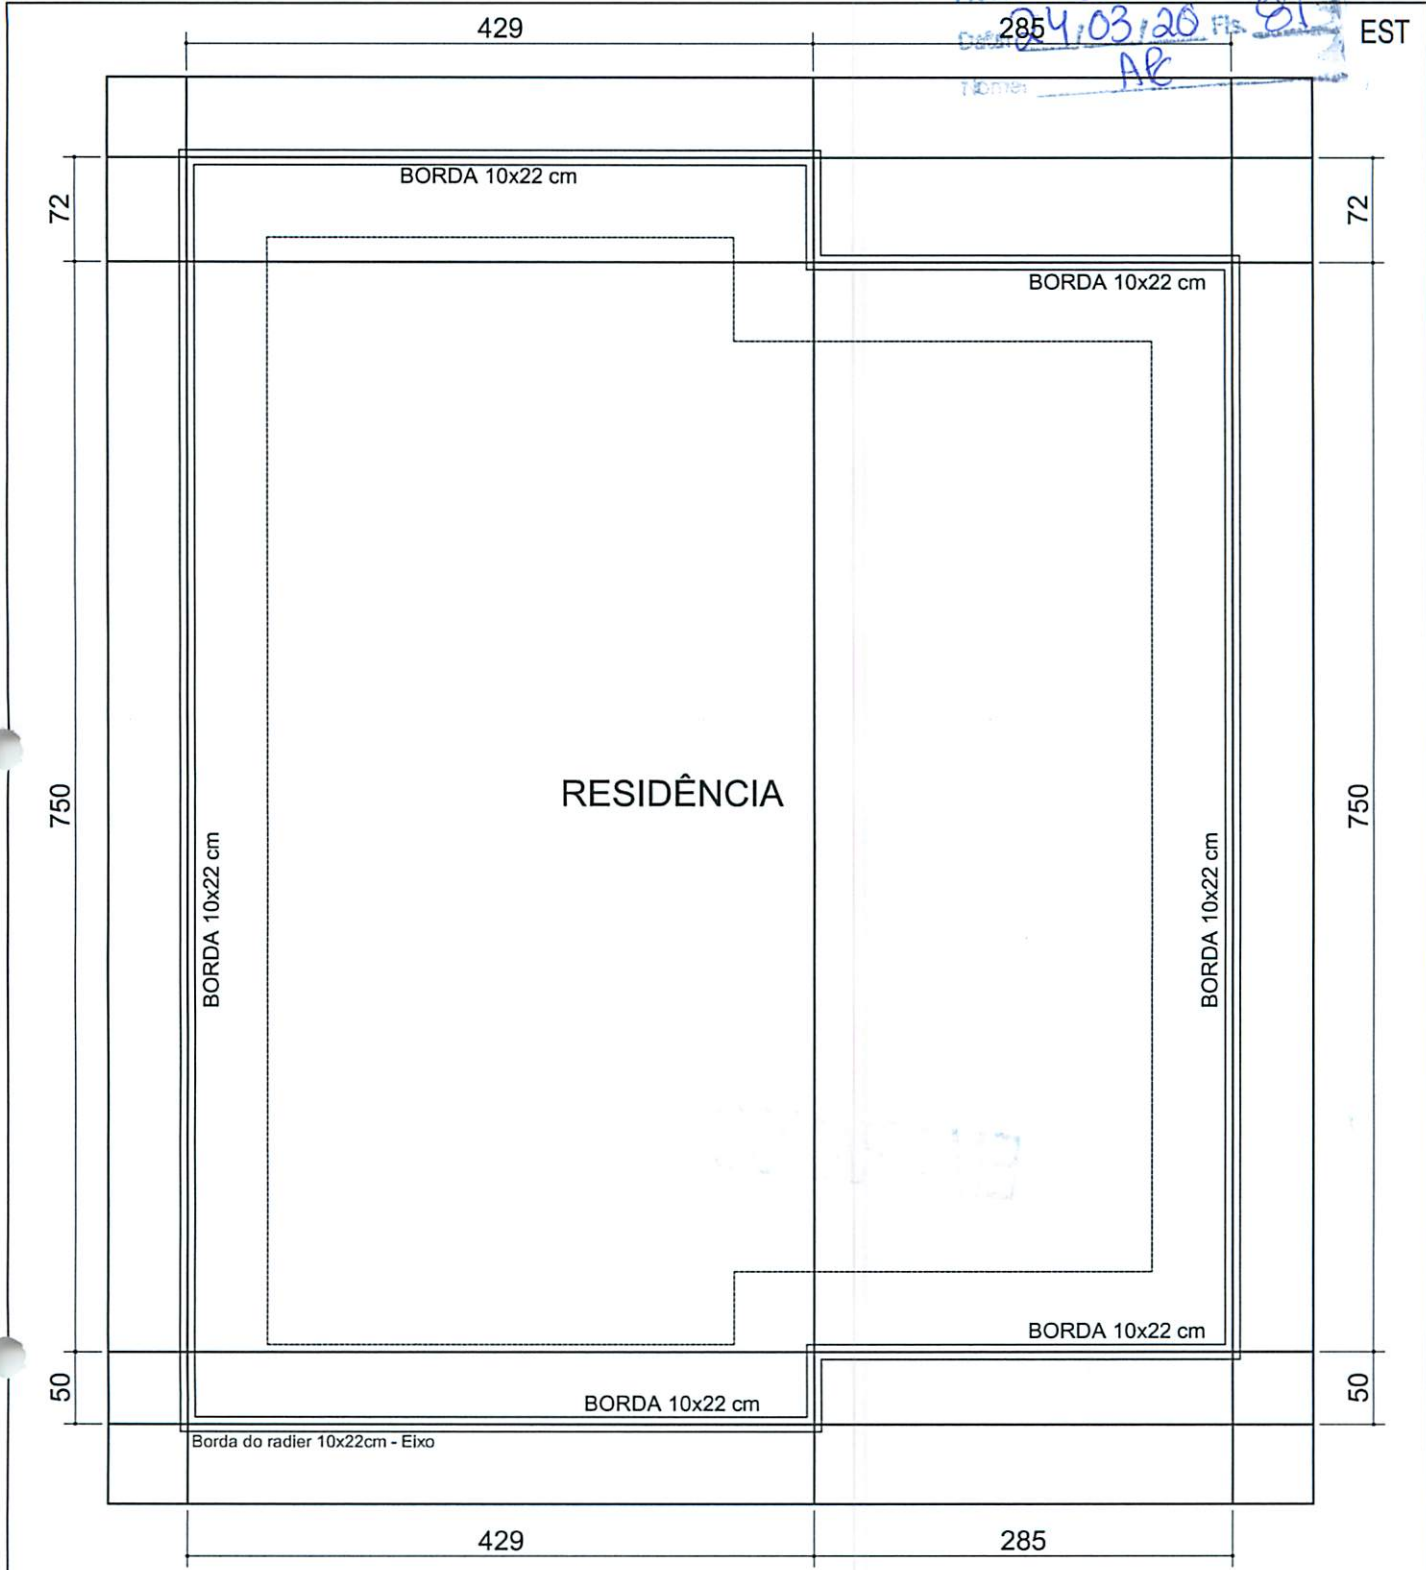 429
285
24/03/20 Fls. 81
EST
72
BORDA 10x22 cm
72
BORDA 10x22 cm
750
RESIDÊNCIA
750
BORDA 10x22 cm
BORDA 10x22 cm
BORDA 10x22 cm
50
BORDA 10x22 cm
50
Borda do radier 10x22cm - Eixo
429
285